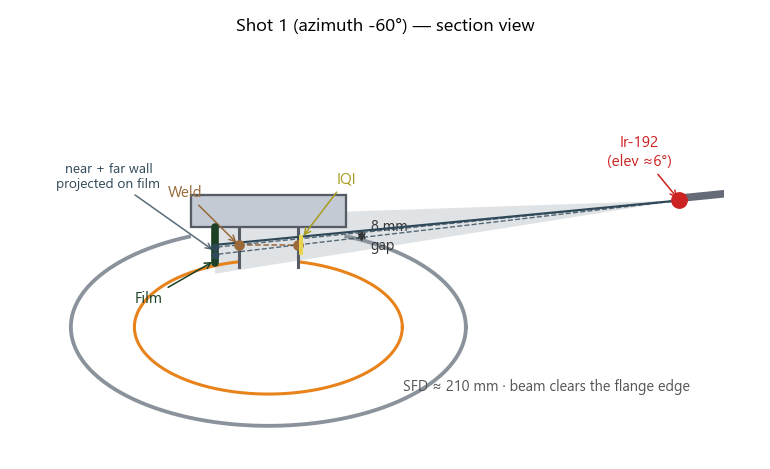 Shot 1 (azimuth -60°) — section view
Ir-192
(elev ≈6°)
near + far wall
projected on film
Weld
IQI
8 mm
gap
Film
SFD ≈ 210 mm · beam clears the flange edge